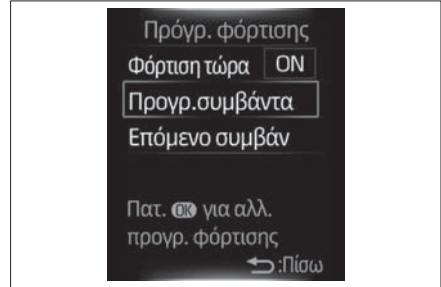 Πρόγρ. φόρτισης
Φόρτιση τώρα ON
Προγρ.συμβάντα
Επόμενο συμβάν
Πατ. OK για αλλ.
προγρ. φόρτισης
:Πίσω